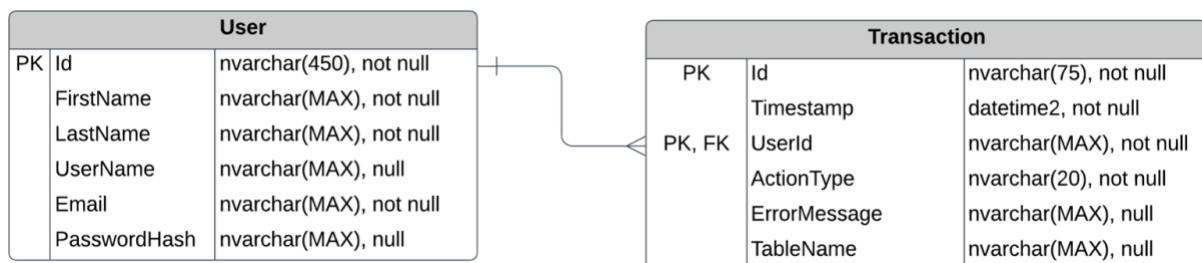 User
PK Id nvarchar(450), not null
FirstName nvarchar(MAX), not null
LastName nvarchar(MAX), not null
UserName nvarchar(MAX), null
Email nvarchar(MAX), not null
PasswordHash nvarchar(MAX), null
Transaction
PK Id nvarchar(75), not null
Timestamp datetime2, not null
PK, FK UserId nvarchar(MAX), not null
ActionType nvarchar(20), not null
ErrorMessage nvarchar(MAX), null
TableName nvarchar(MAX), null